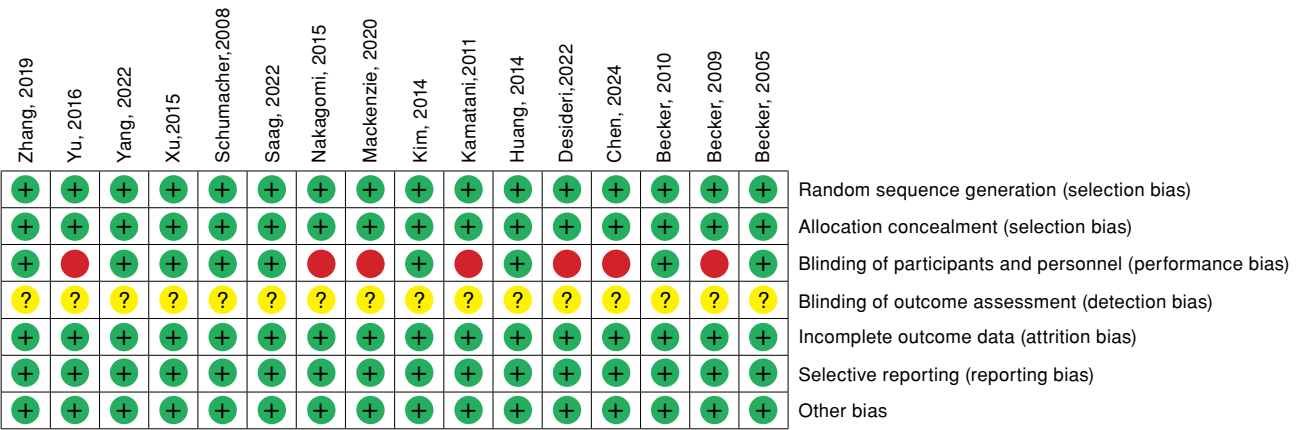 Zhang, 2019
Yu, 2016
Yang, 2022
Xu,2015
Schumacher,2008
Saag, 2022
Nakagomi, 2015
Mackenzie, 2020
Kim, 2014
Kamatani,2011
Huang, 2014
Desideri,2022
Chen, 2024
Becker, 2010
Becker, 2009
Becker, 2005
+ + + + + + + + + + + + + + + + Random sequence generation (selection bias)
+ + + + + + + + + + + + + + + + Allocation concealment (selection bias)
+ + + + + + + + + Blinding of participants and personnel (performance bias)
? ? ? ? ? ? ? ? ? ? ? ? ? ? ? ? Blinding of outcome assessment (detection bias)
+ + + + + + + + + + + + + + + + Incomplete outcome data (attrition bias)
+ + + + + + + + + + + + + + + + Selective reporting (reporting bias)
+ + + + + + + + + + + + + + + + Other bias